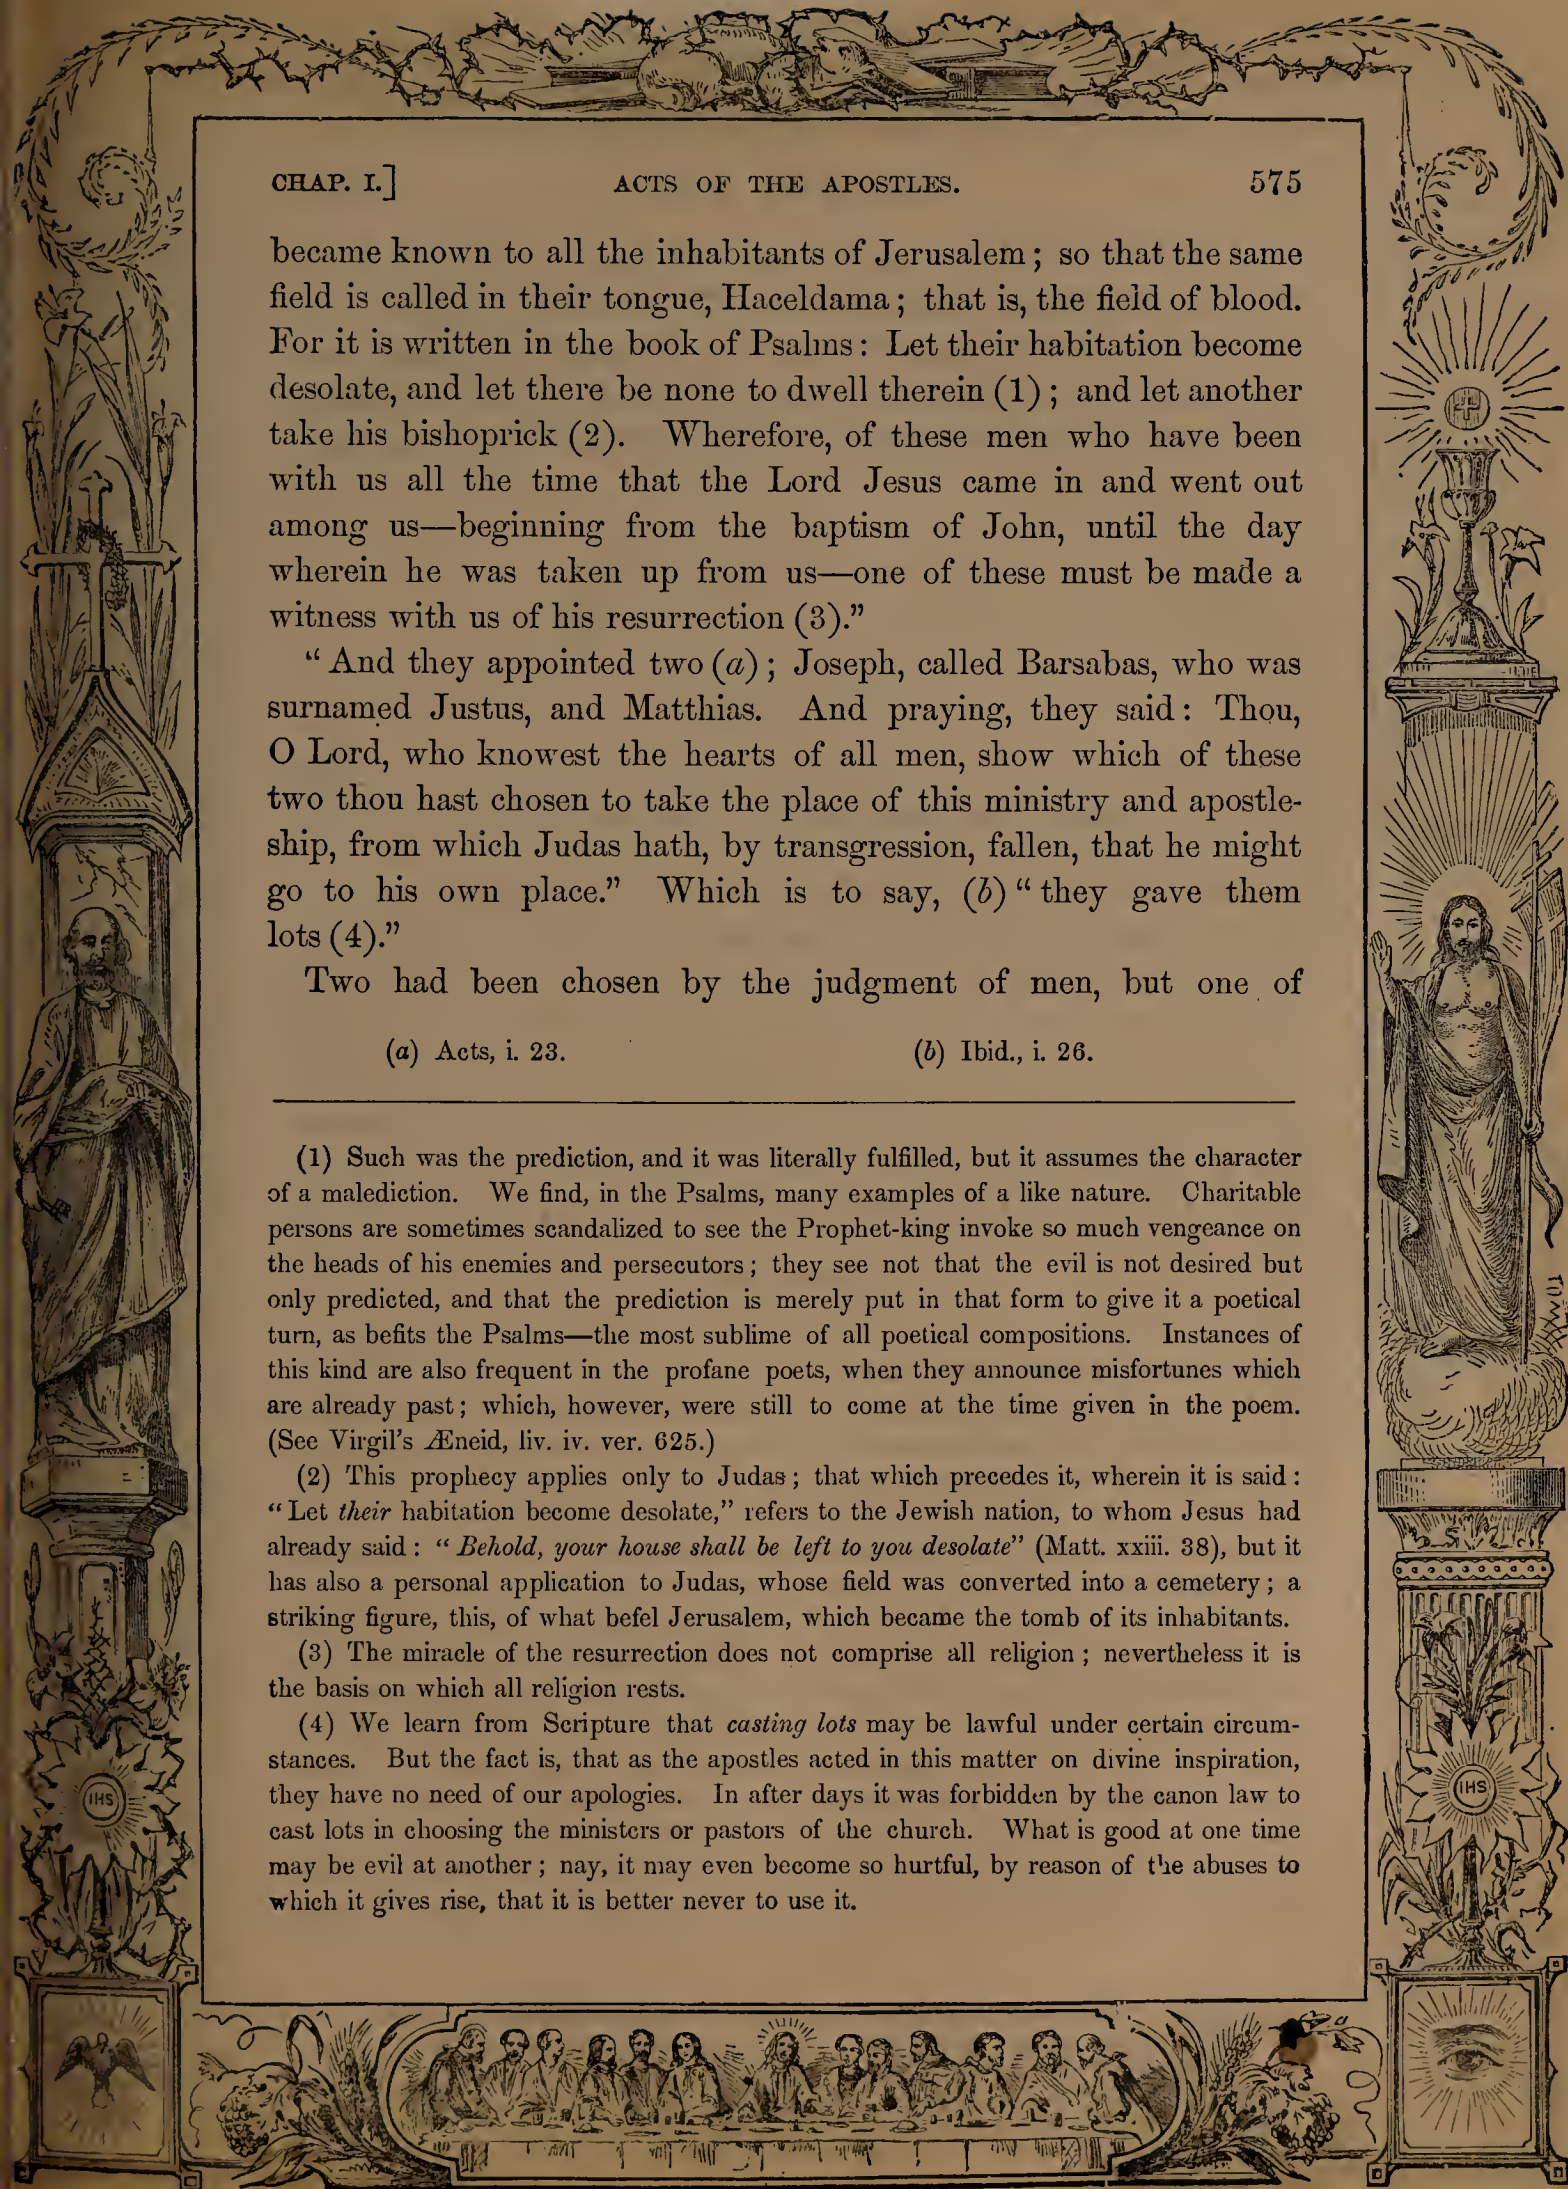 CHAP. I.] ACTS OF THE APOSTLES. 575
became known to all the inhabitants of Jerusalem; so that the same
field is called in their tongue, Haceldama; that is, the field of blood.
For it is written in the book of Psalms: Let their habitation become
desolate, and let there be none to dwell therein (1); and let another
take his bishoprick (2). Wherefore, of these men who have been
with us all the time that the Lord Jesus came in and went out
among us—beginning from the baptism of John, until the day
wherein he was taken up from us—one of these must be made a
witness with us of his resurrection (3).”
“And they appointed two (a); Joseph, called Barsabas, who was
surnamed Justus, and Matthias. And praying, they said: Thou,
O Lord, who knowest the hearts of all men, show which of these
two thou hast chosen to take the place of this ministry and apostle-
ship, from which Judas hath, by transgression, fallen, that he might
go to his own place.” Which is to say, (b) “they gave them
lots (4).”
Two had been chosen by the judgment of men, but one of
(a) Acts, i. 23. (b) Ibid., i. 26.
(1) Such was the prediction, and it was literally fulfilled, but it assumes the character
of a malediction. We find, in the Psalms, many examples of a like nature. Charitable
persons are sometimes scandalized to see the Prophet-king invoke so much vengeance on
the heads of his enemies and persecutors; they see not that the evil is not desired but
only predicted, and that the prediction is merely put in that form to give it a poetical
turn, as befits the Psalms—the most sublime of all poetical compositions. Instances of
this kind are also frequent in the profane poets, when they announce misfortunes which
are already past; which, however, were still to come at the time given in the poem.
(See Virgil’s Æneid, liv. iv. ver. 625.)
(2) This prophecy applies only to Judas; that which precedes it, wherein it is said:
“Let their habitation become desolate,” refers to the Jewish nation, to whom Jesus had
already said: “Behold, your house shall be left to you desolate” (Matt. xxiii. 38), but it
has also a personal application to Judas, whose field was converted into a cemetery; a
striking figure, this, of what befel Jerusalem, which became the tomb of its inhabitants.
(3) The miracle of the resurrection does not comprise all religion; nevertheless it is
the basis on which all religion rests.
(4) We learn from Scripture that casting lots may be lawful under certain circum-
stances. But the fact is, that as the apostles acted in this matter on divine inspiration,
they have no need of our apologies. In after days it was forbidden by the canon law to
cast lots in choosing the ministers or pastors of the church. What is good at one time
may be evil at another; nay, it may even become so hurtful, by reason of the abuses to
which it gives rise, that it is better never to use it.
IHS
IHS